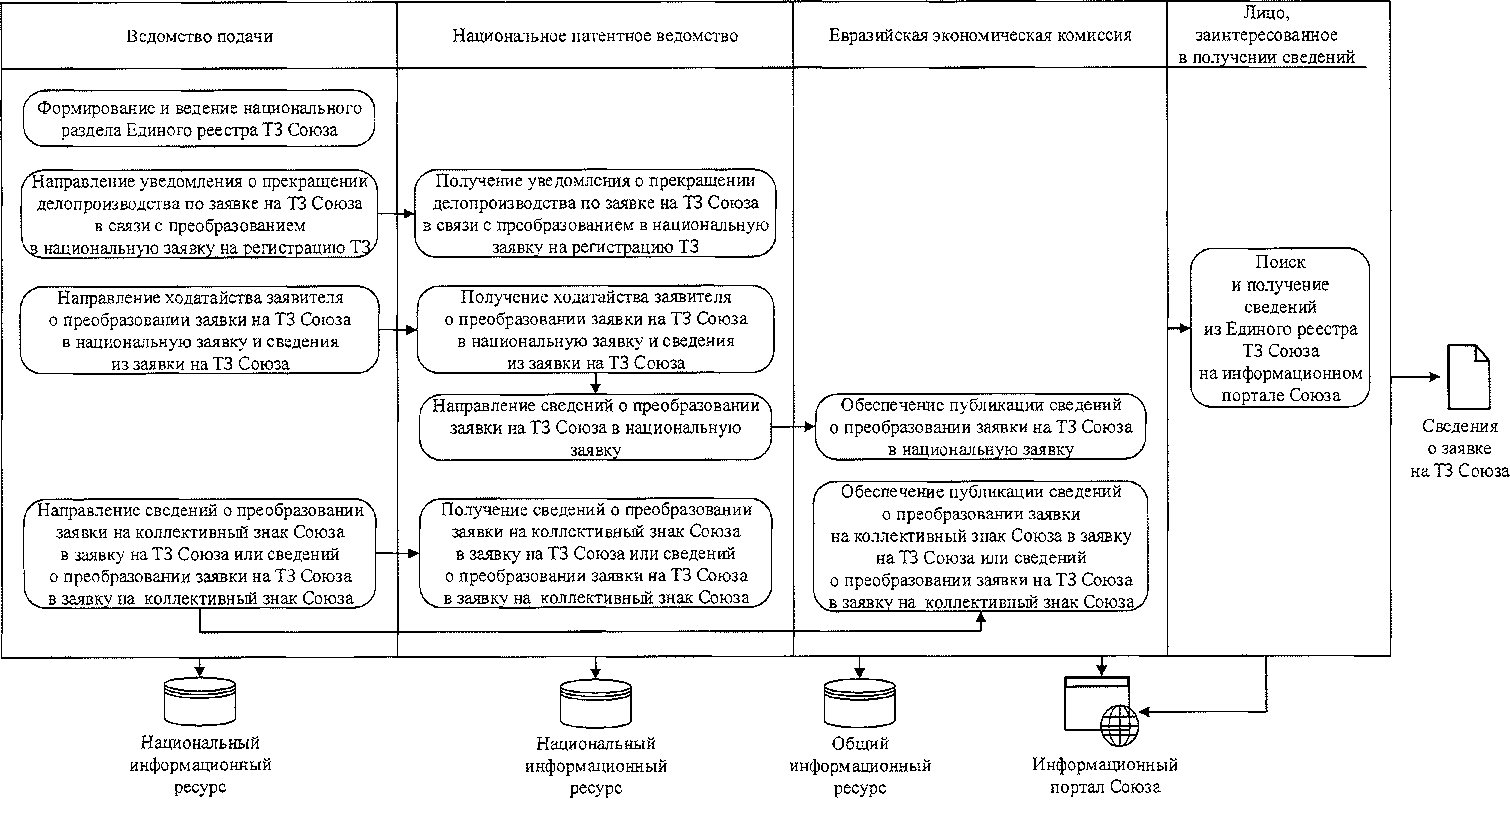 Ведомство подачи
Национальное патентное ведомство
Евразийская экономическая комиссия
Лицо,
заинтересованное
в получении сведений
Формирование и ведение национального
раздела Единого реестра ТЗ Союза
Направление уведомления о прекращении
делопроизводства по заявке на ТЗ Союза
в связи с преобразованием
в национальную заявку на регистрацию ТЗ
Получение уведомления о прекращении
делопроизводства по заявке на ТЗ Союза
в связи с преобразованием в национальную
заявку на регистрацию ТЗ
Направление ходатайства заявителя
о преобразовании заявки на ТЗ Союза
в национальную заявку и сведения
из заявки на ТЗ Союза
Получение ходатайства заявителя
о преобразовании заявки на ТЗ Союза
в национальную заявку и сведения
из заявки на ТЗ Союза
Поиск
и получение
сведений
из Единого реестра
ТЗ Союза
на информационном
портале Союза
Направление сведений о преобразовании
заявки на ТЗ Союза в национальную
заявку
Обеспечение публикации сведений
о преобразовании заявки на ТЗ Союза
в национальную заявку
Сведения
о заявке
на ТЗ Союза
Направление сведений о преобразовании
заявки на коллективный знак Союза
в заявку на ТЗ Союза или сведений
о преобразовании заявки на ТЗ Союза
в заявку на коллективный знак Союза
Получение сведений о преобразовании
заявки на коллективный знак Союза
в заявку на ТЗ Союза или сведений
о преобразовании заявки на ТЗ Союза
в заявку на коллективный знак Союза
Обеспечение публикации сведений
о преобразовании заявки
на коллективный знак Союза в заявку
на ТЗ Союза или сведений
о преобразовании заявки на ТЗ Союза
в заявку на коллективный знак Союза
Национальный
информационный
ресурс
Национальный
информационный
ресурс
Общий
информационный
ресурс
Информационный
портал Союза